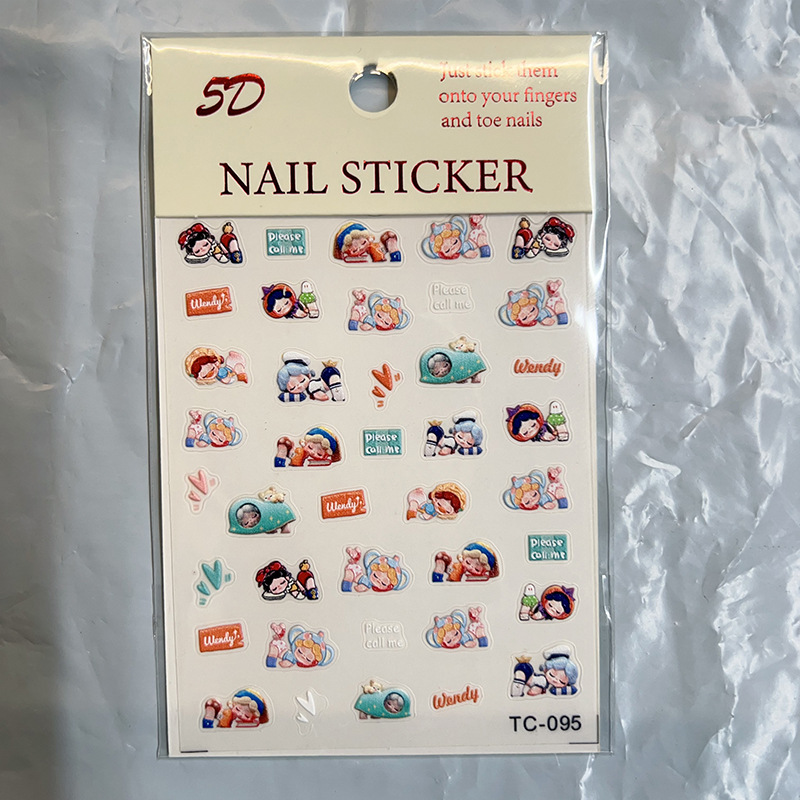 5D
Just stick them
onto your fingers
and toe nails
NAIL STICKER
Please
call me
Wendy
Please
call me
Wendy
Please
call me
Wendy
Please
call me
Wendy
Please
call me
Wendy
TC-095